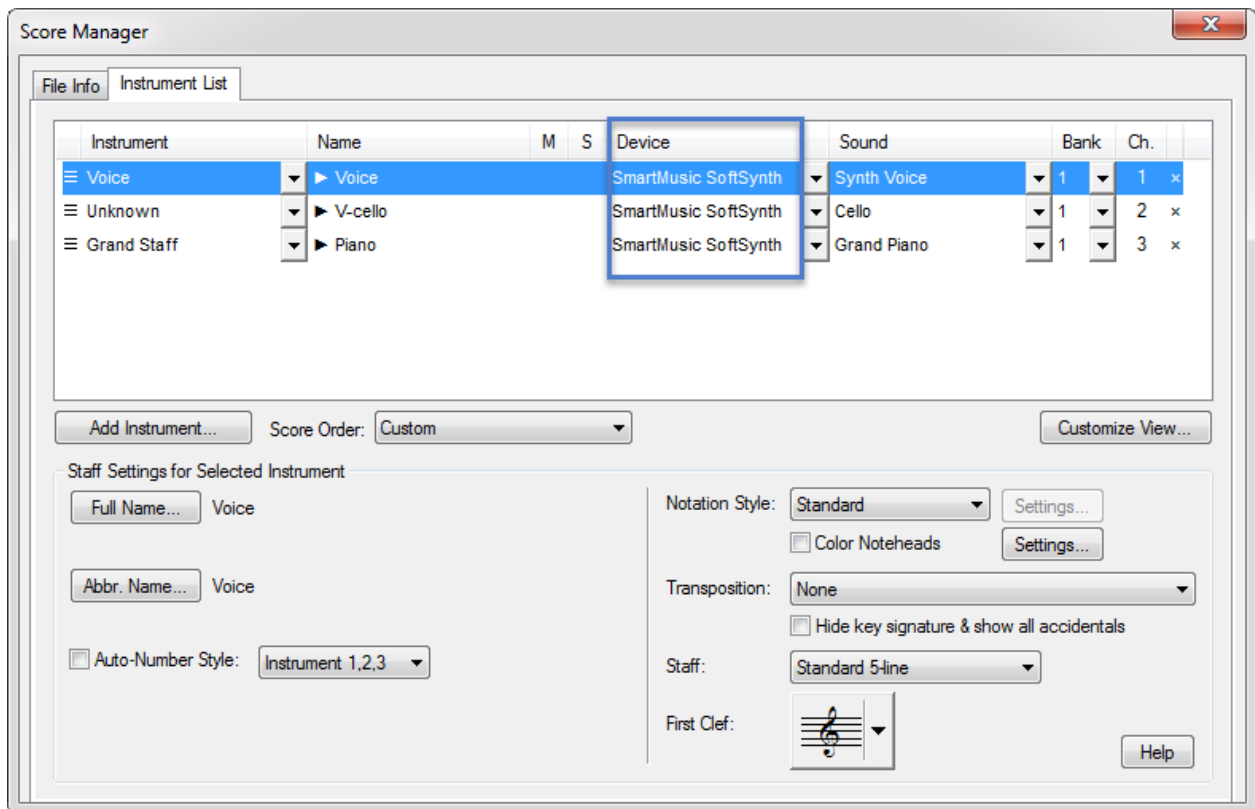 Score Manager
File Info Instrument List
Instrument Name M S Device Sound Bank Ch.
Voice Voice SmartMusic SoftSynth Synth Voice 1 1
Unknown V-cello SmartMusic SoftSynth Cello 1 2
Grand Staff Piano SmartMusic SoftSynth Grand Piano 1 3
Add Instrument... Score Order: Custom Customize View...
Staff Settings for Selected Instrument
Full Name... Voice Notation Style: Standard Settings...
Color Noteheads Settings...
Abbr. Name... Voice Transposition: None
Hide key signature & show all accidentals
Auto-Number Style: Instrument 1,2,3 Staff: Standard 5-line
First Clef:
Help